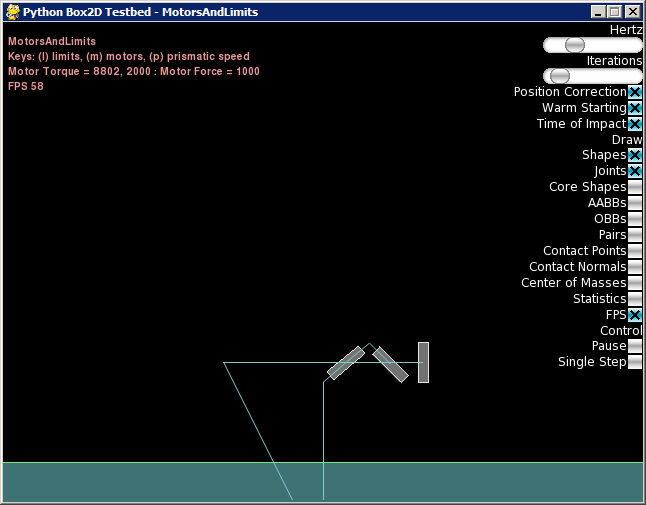 Python Box2D Testbed - MotorsAndLimits
MotorsAndLimits
Keys: (l) limits, (m) motors, (p) prismatic speed
Motor Torque = 8802, 2000 : Motor Force = 1000
FPS 58
Hertz
Iterations
Position Correction
Warm Starting
Time of Impact
Draw
Shapes
Joints
Core Shapes
AABBs
OBBs
Pairs
Contact Points
Contact Normals
Center of Masses
Statistics
FPS
Control
Pause
Single Step